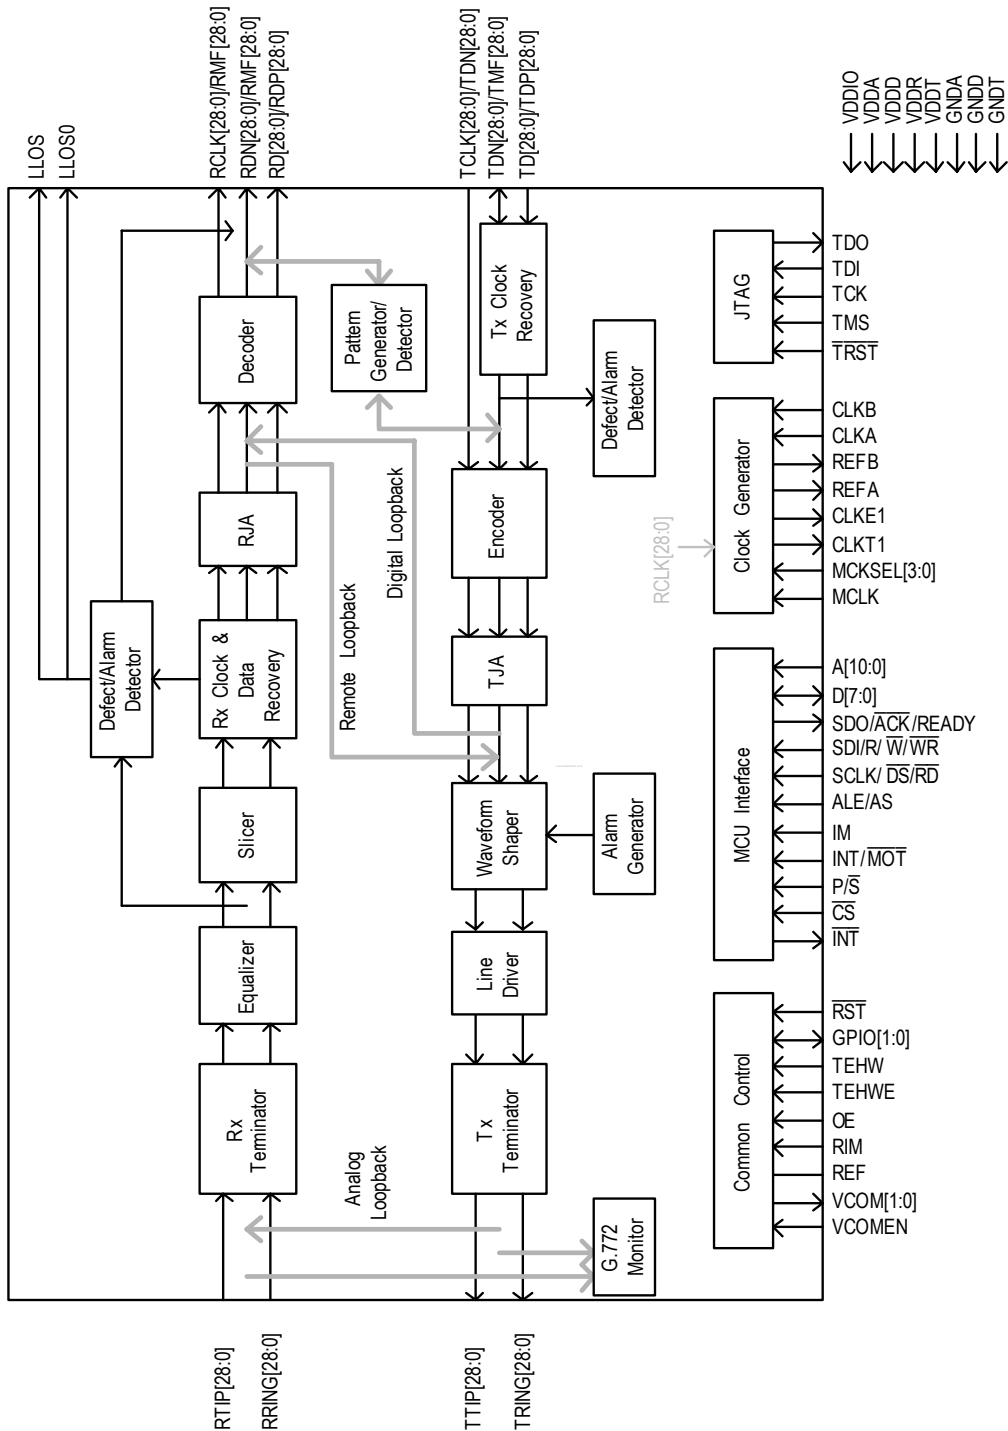 LLOS
LLOS0
RCLK[28:0]/RMF[28:0]
RDN[28:0]/RMF[28:0]
RD[28:0]/RDP[28:0]
TCLK[28:0]/TDN[28:0]
TDN[28:0]/TMF[28:0]
TD[28:0]/TDP[28:0]
VDDIO
VDDA
VDDD
VDDR
VDDT
GNDA
GNDD
GNDT
Decoder
Pattern
Generator/
Detector
Tx Clock
Recovery
Defect/Alarm
Detector
JTAG
TDO
TDI
TCK
TMS
TRST
RJA
Digital Loopback
Encoder
RCLK[28:0]
Clock Generator
CLKB
CLKA
REFB
REFA
CLKE1
CLKT1
MCKSEL[3:0]
MCLK
Defect/Alarm
Detector
Rx Clock &
Data
Recovery
Remote Loopback
TJA
Slicer
Waveform
Shaper
Alarm
Generator
MCU Interface
A[10:0]
D[7:0]
SDO/ACK/READY
SDI/R/ W/WR
SCLK/ DS/RD
ALE/AS
IM
INT/MOT
P/S
CS
INT
Equalizer
Line
Driver
Rx
Terminator
Analog
Loopback
Tx
Terminator
G.772
Monitor
Common Control
RST
GPIO[1:0]
TEHW
TEHWE
OE
RIM
REF
VCOM[1:0]
VCOMEN
RTIP[28:0]
RRING[28:0]
TTIP[28:0]
TRING[28:0]